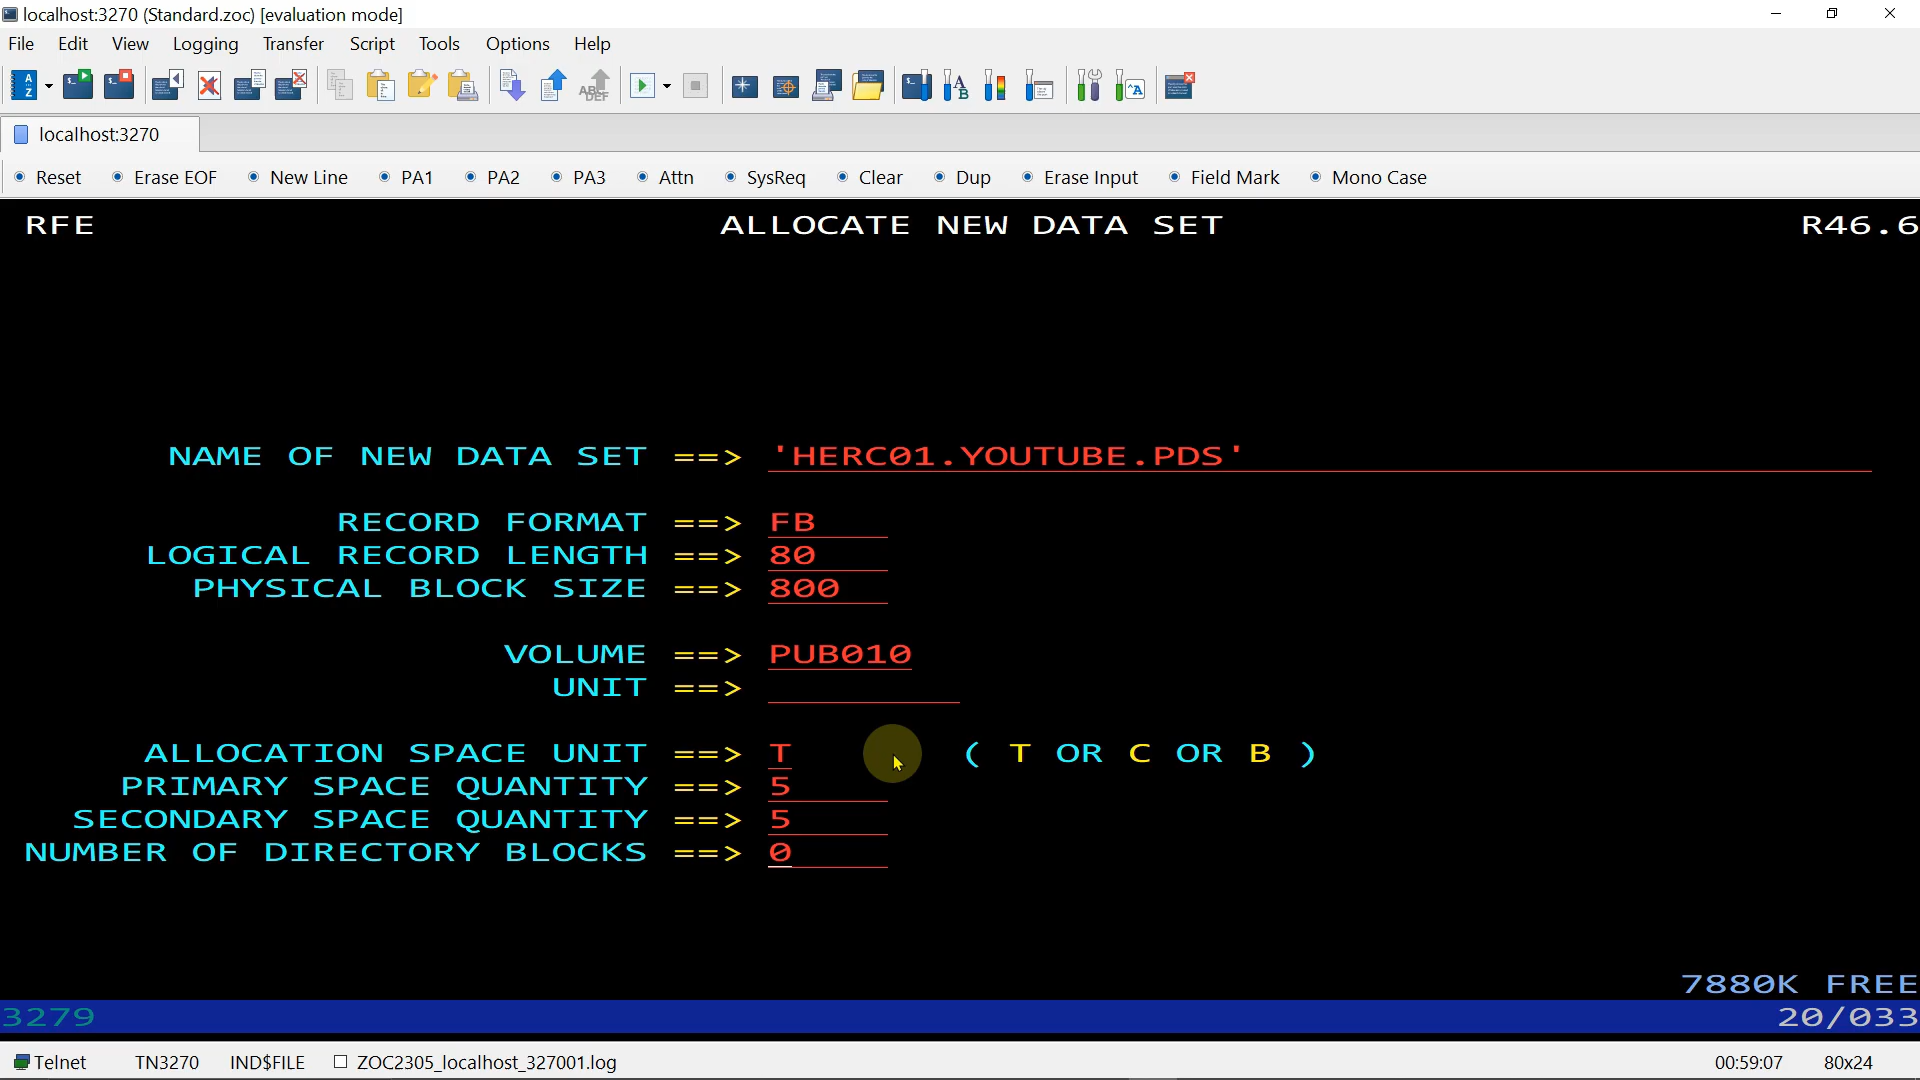 localhost:3270 (Standard.zoc) [evaluation mode]
File Edit View Logging Transfer Script Tools Options Help
localhost:3270
Reset Erase EOF New Line PA1 PA2 PA3 Attn SysReq Clear Dup Erase Input Field Mark Mono Case
RFE ALLOCATE NEW DATA SET R46.6
NAME OF NEW DATA SET ==> 'HERC01.YOUTUBE.PDS'
RECORD FORMAT ==> FB
LOGICAL RECORD LENGTH ==> 80
PHYSICAL BLOCK SIZE ==> 800
VOLUME ==> PUB010
UNIT ==>
ALLOCATION SPACE UNIT ==> T ( T OR C OR B )
PRIMARY SPACE QUANTITY ==> 5
SECONDARY SPACE QUANTITY ==> 5
NUMBER OF DIRECTORY BLOCKS ==> 0
7880K FREE
3279 20/033
Telnet TN3270 IND$FILE ZOC2305_localhost_327001.log 00:59:07 80x24